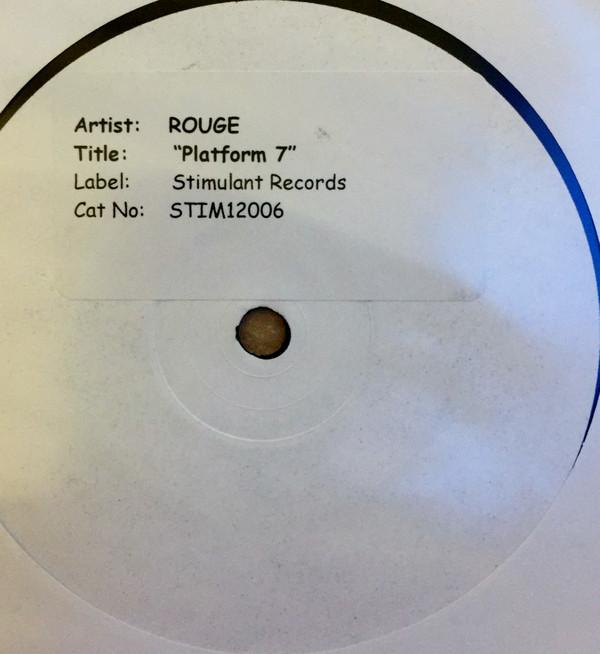 Artist: ROUGE
Title: “Platform 7”
Label: Stimulant Records
Cat No: STIM12006